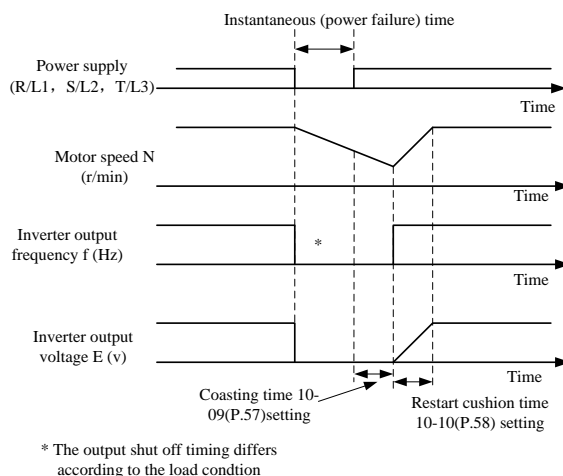 Instantaneous (power failure) time
Power supply
(R/L1，S/L2，T/L3)
Time
Motor speed N
(r/min)
Time
Inverter output
frequency f (Hz)
*
Time
Inverter output
voltage E (v)
Time
Coasting time 10-
09(P.57)setting
Restart cushion time
10-10(P.58) setting
* The output shut off timing differs
according to the load condtion